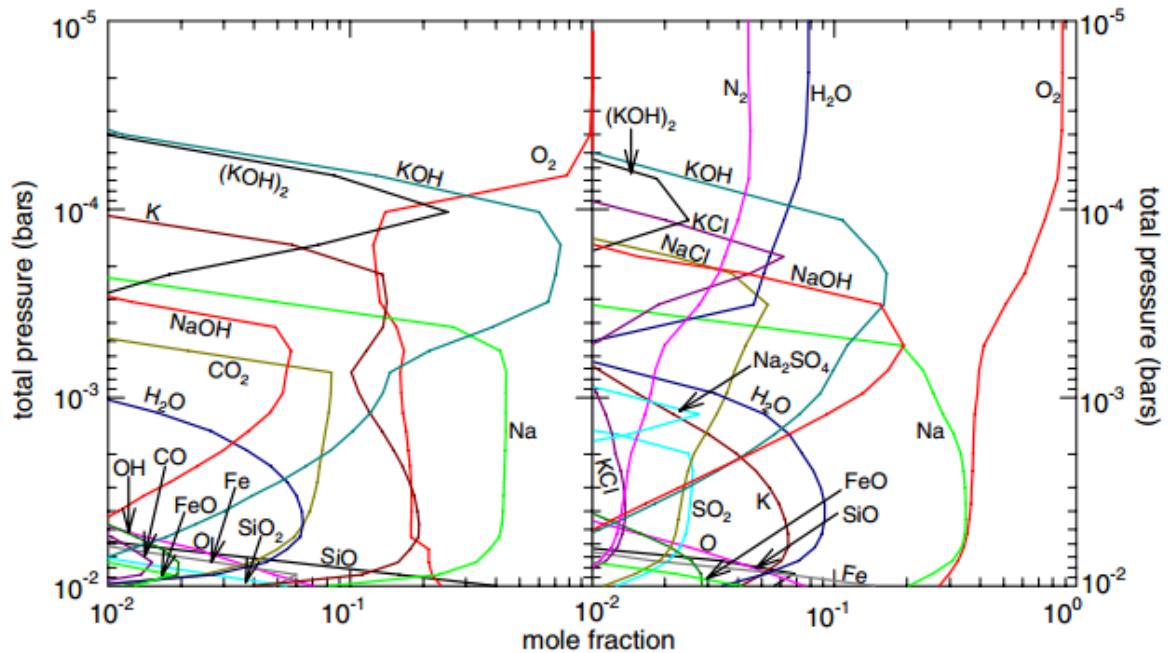 10⁻⁵
10⁻⁴
10⁻³
10⁻²
total pressure (bars)
(KOH)₂
KOH
O₂
K
NaOH
CO₂
H₂O
Na
OH
CO
FeO
Fe
O
SiO₂
SiO
10⁻²
10⁻¹
N₂
H₂O
O₂
(KOH)₂
KOH
KCl
NaCl
NaOH
Na₂SO₄
H₂O
Na
KCl
SO₂
K
FeO
SiO
O
Fe
10⁻²
10⁻¹
10⁰
mole fraction
10⁻⁵
10⁻⁴
10⁻³
10⁻²
total pressure (bars)